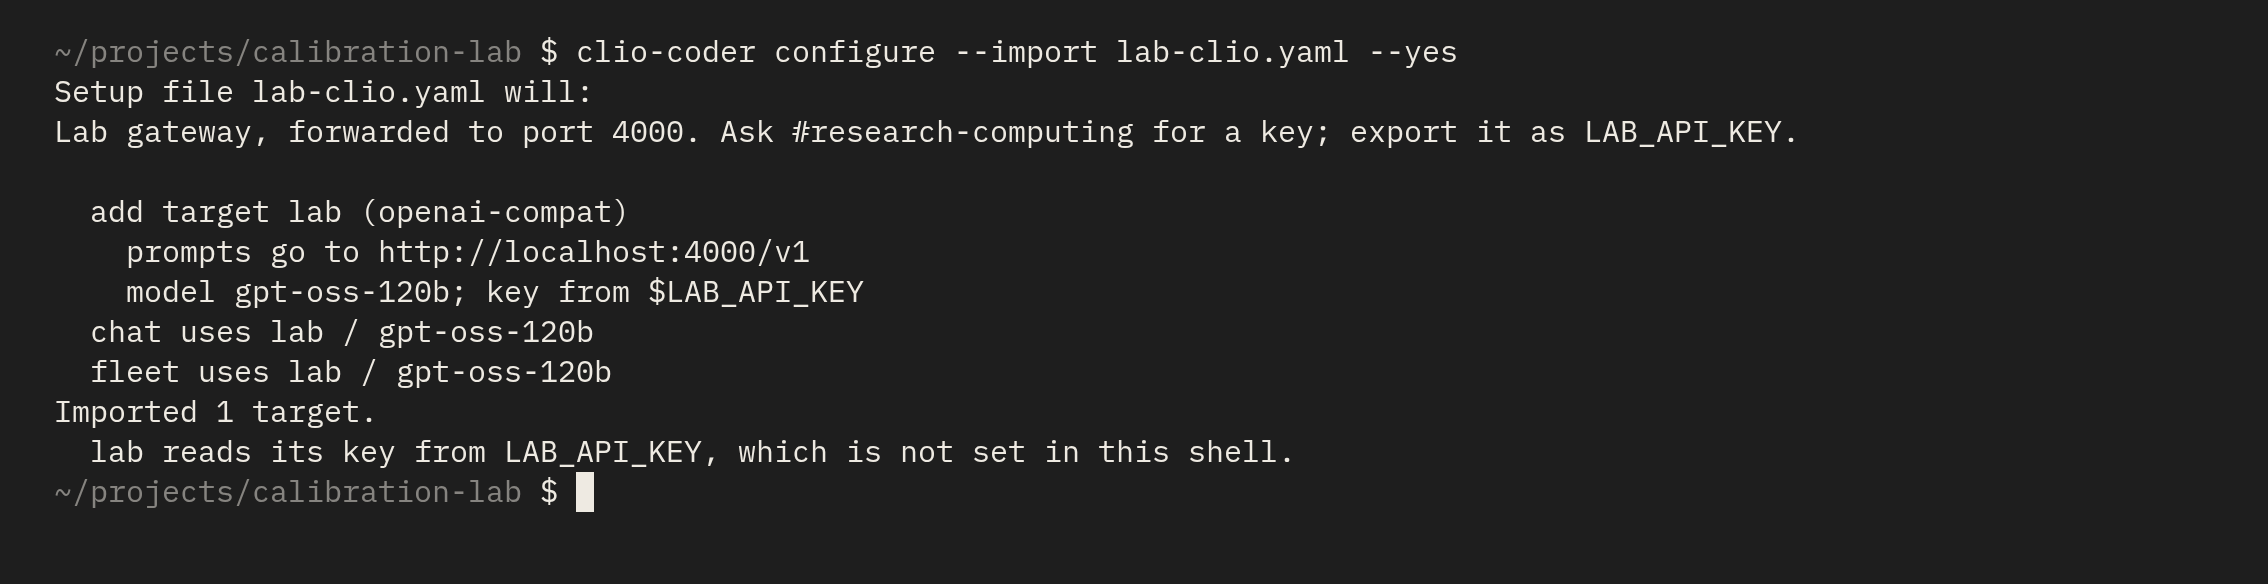 ~/projects/calibration-lab $ clio-coder configure --import lab-clio.yaml --yes
Setup file lab-clio.yaml will:
Lab gateway, forwarded to port 4000. Ask #research-computing for a key; export it as LAB_API_KEY.
add target lab (openai-compat)
prompts go to http://localhost:4000/v1
model gpt-oss-120b; key from $LAB_API_KEY
chat uses lab / gpt-oss-120b
fleet uses lab / gpt-oss-120b
Imported 1 target.
lab reads its key from LAB_API_KEY, which is not set in this shell.
~/projects/calibration-lab $